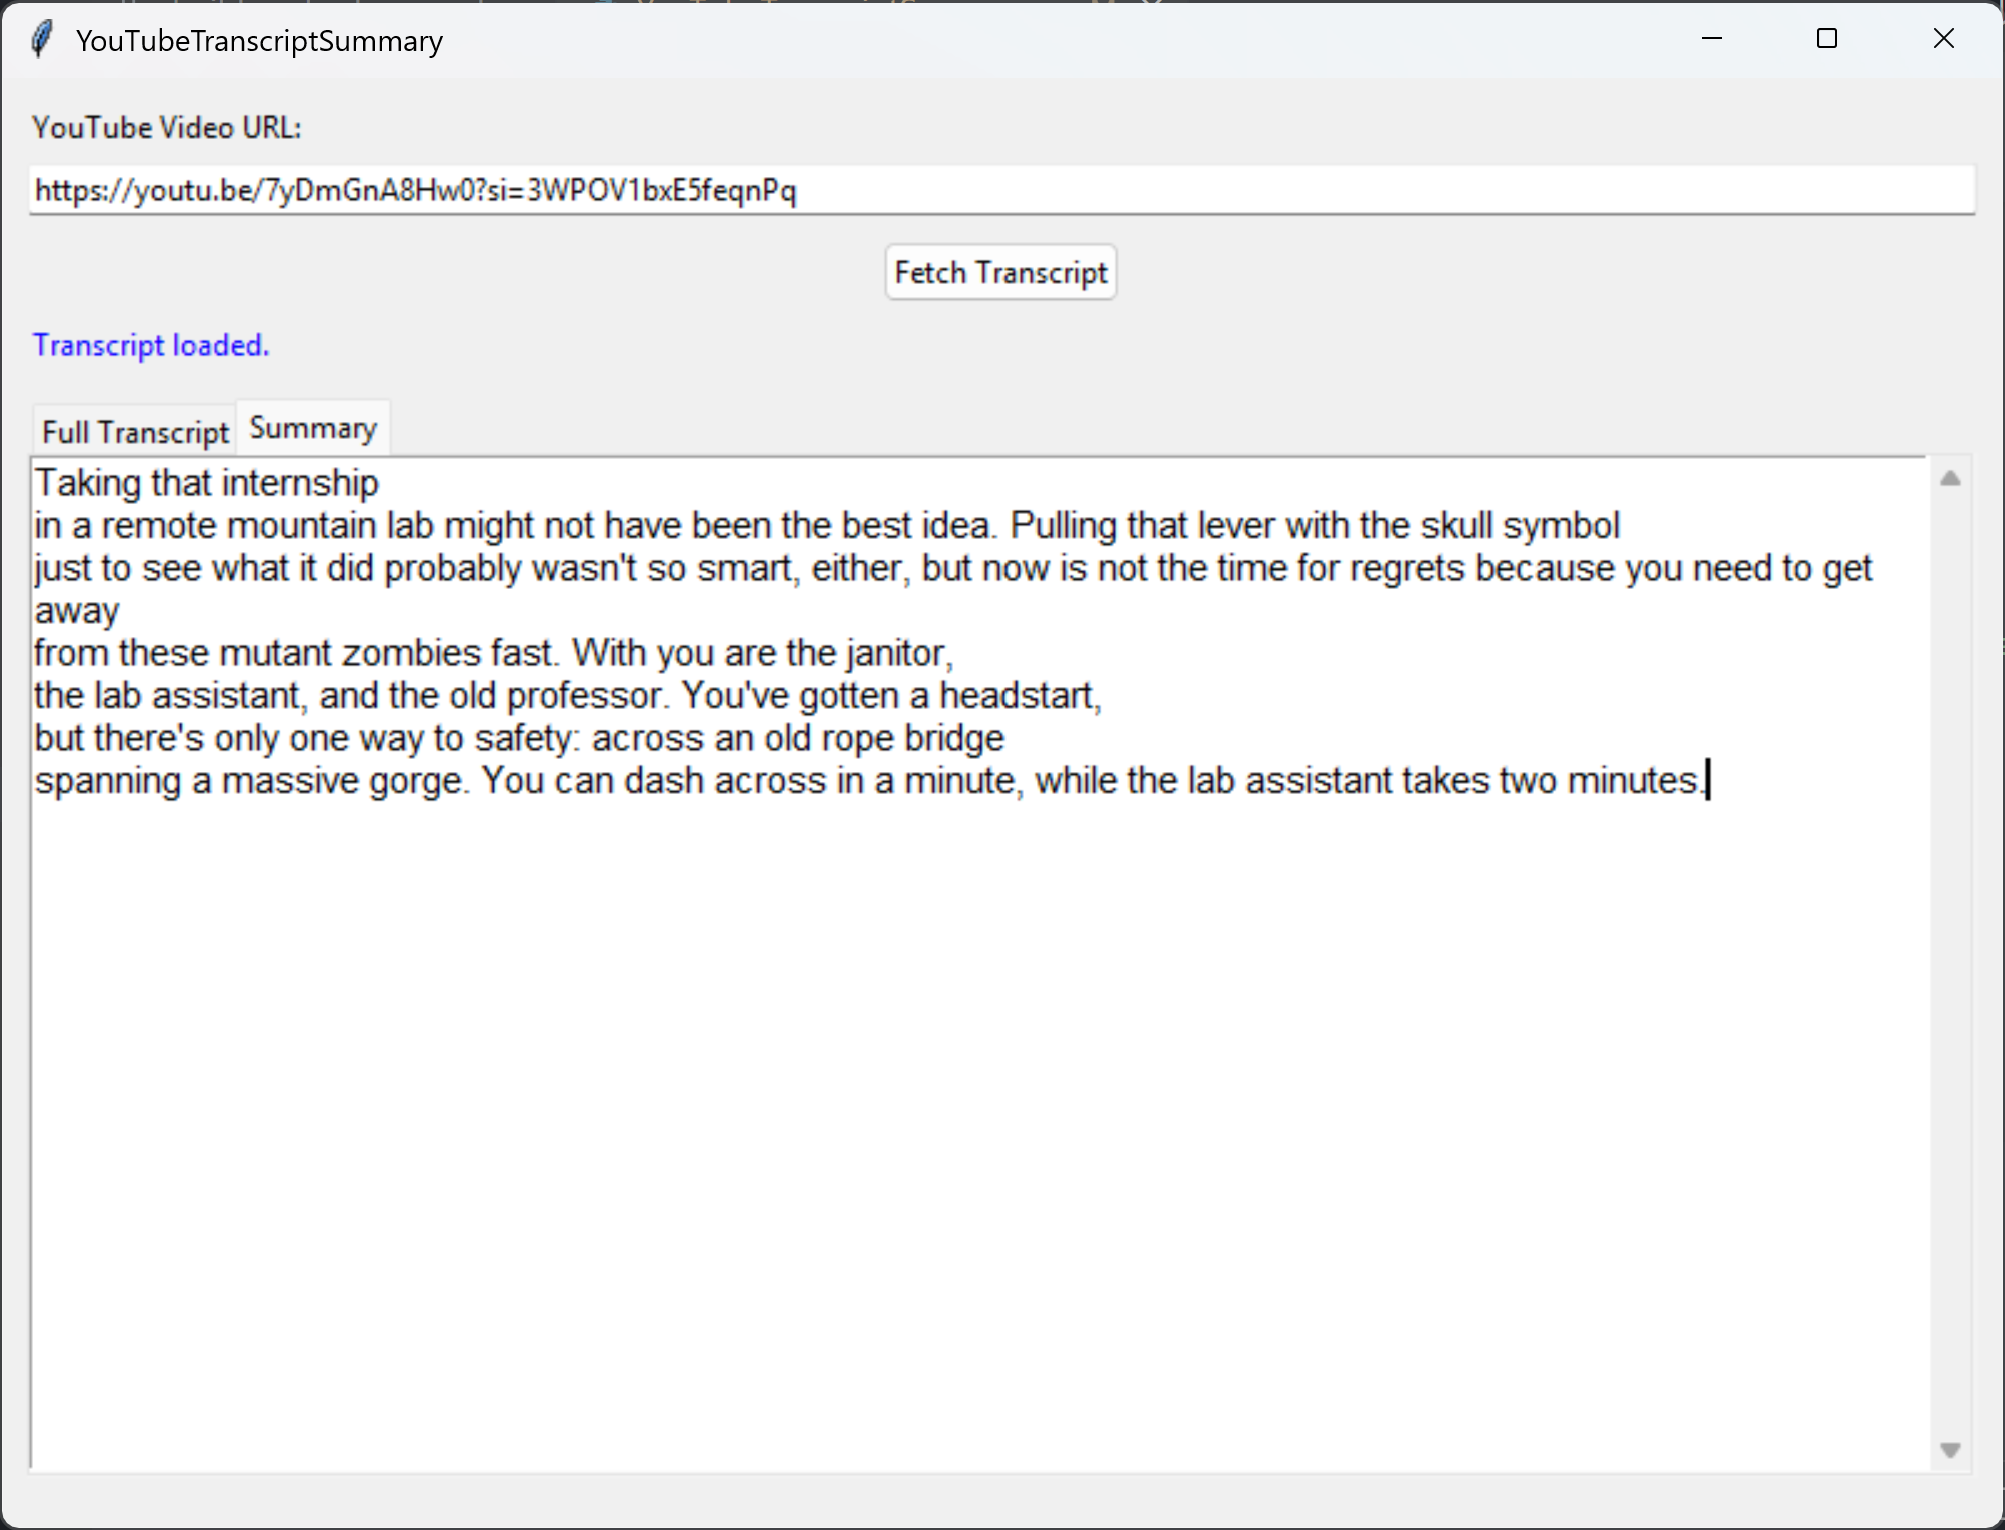 YouTubeTranscriptSummary
YouTube Video URL:
https://youtu.be/7yDmGnA8Hw0?si=3WPOV1bxE5feqnPq
Fetch Transcript
Transcript loaded.
Full Transcript Summary
Taking that internship
in a remote mountain lab might not have been the best idea. Pulling that lever with the skull symbol
just to see what it did probably wasn't so smart, either, but now is not the time for regrets because you need to get
away
from these mutant zombies fast. With you are the janitor,
the lab assistant, and the old professor. You've gotten a headstart,
but there's only one way to safety: across an old rope bridge
spanning a massive gorge. You can dash across in a minute, while the lab assistant takes two minutes.